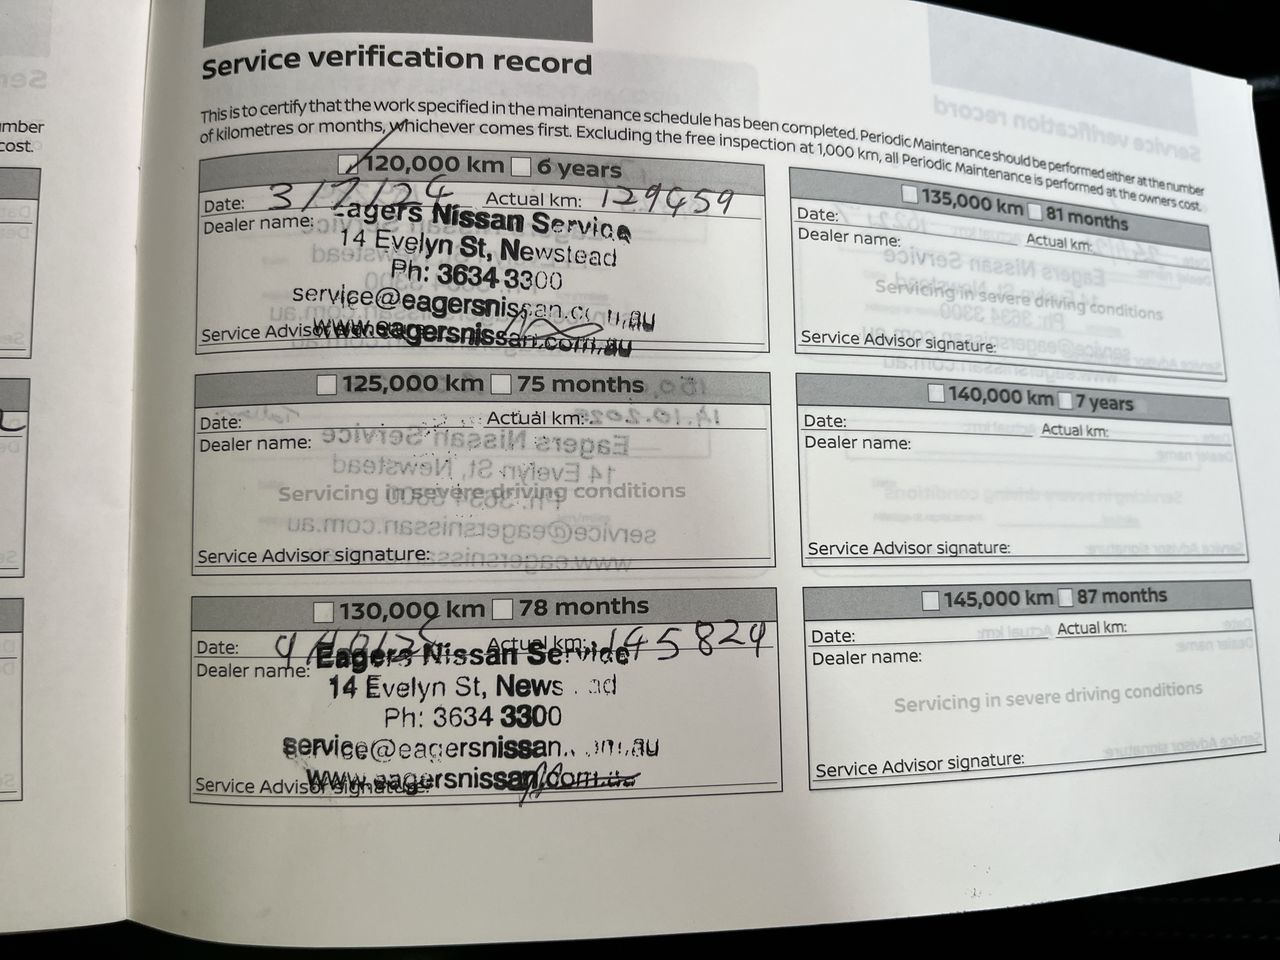 Service verification record
This is to certify that the work specified in the maintenance schedule has been completed. Periodic Maintenance should be performed either at the number
of kilometres or months, whichever comes first. Excluding the free inspection at 1,000 km, all Periodic Maintenance is performed at the owners cost.
umber
cost.
120,000 km 6 years
Date: 3/7/24 Actual km: 129459
Dealer name: Eagers Nissan Service
14 Evelyn St, Newstead
Ph: 3634 3300
service@eagersnissan.com.au
www.eagersnissan.com.au
Service Advisor
125,000 km 75 months
Date: Actual km:
Dealer name:
Servicing in severe driving conditions
Service Advisor signature:
130,000 km 78 months
Date: Actual km: 145824
Dealer name: Eagers Nissan Service
14 Evelyn St, News ad
Ph: 3634 3300
service@eagersnissan. .au
www.eagersnissan.com.au
Service Advisor signature:
135,000 km 81 months
Date: Actual km:
Dealer name:
Servicing in severe driving conditions
Service Advisor signature:
140,000 km 7 years
Date: Actual km:
Dealer name:
Service Advisor signature:
145,000 km 87 months
Date: Actual km:
Dealer name:
Servicing in severe driving conditions
Service Advisor signature: